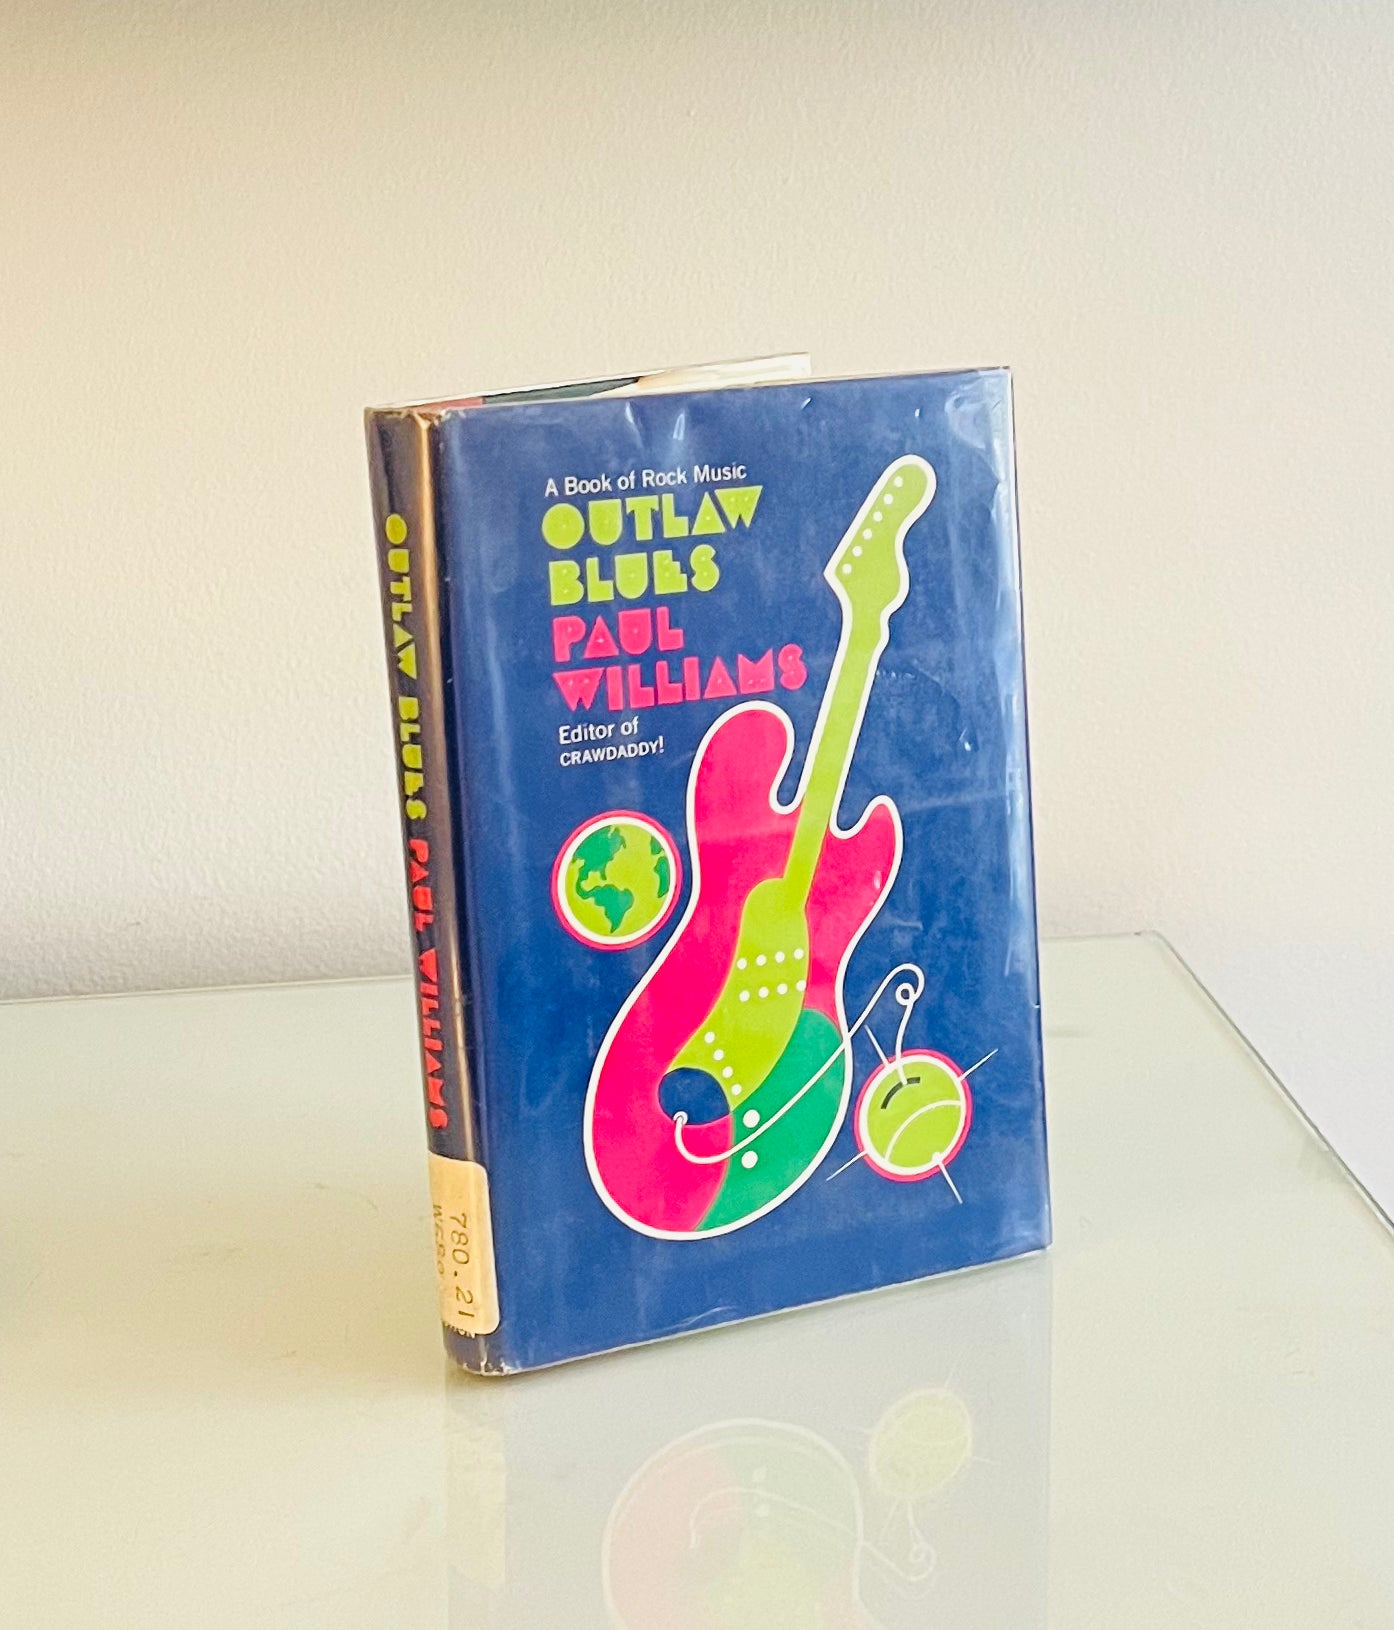 A Book of Rock Music
OUTLAW
BLUES
PAUL
WILLIAMS
Editor of
CRAWDADDY!
OUTLAW BLUES PAUL WILLIAMS
780.21